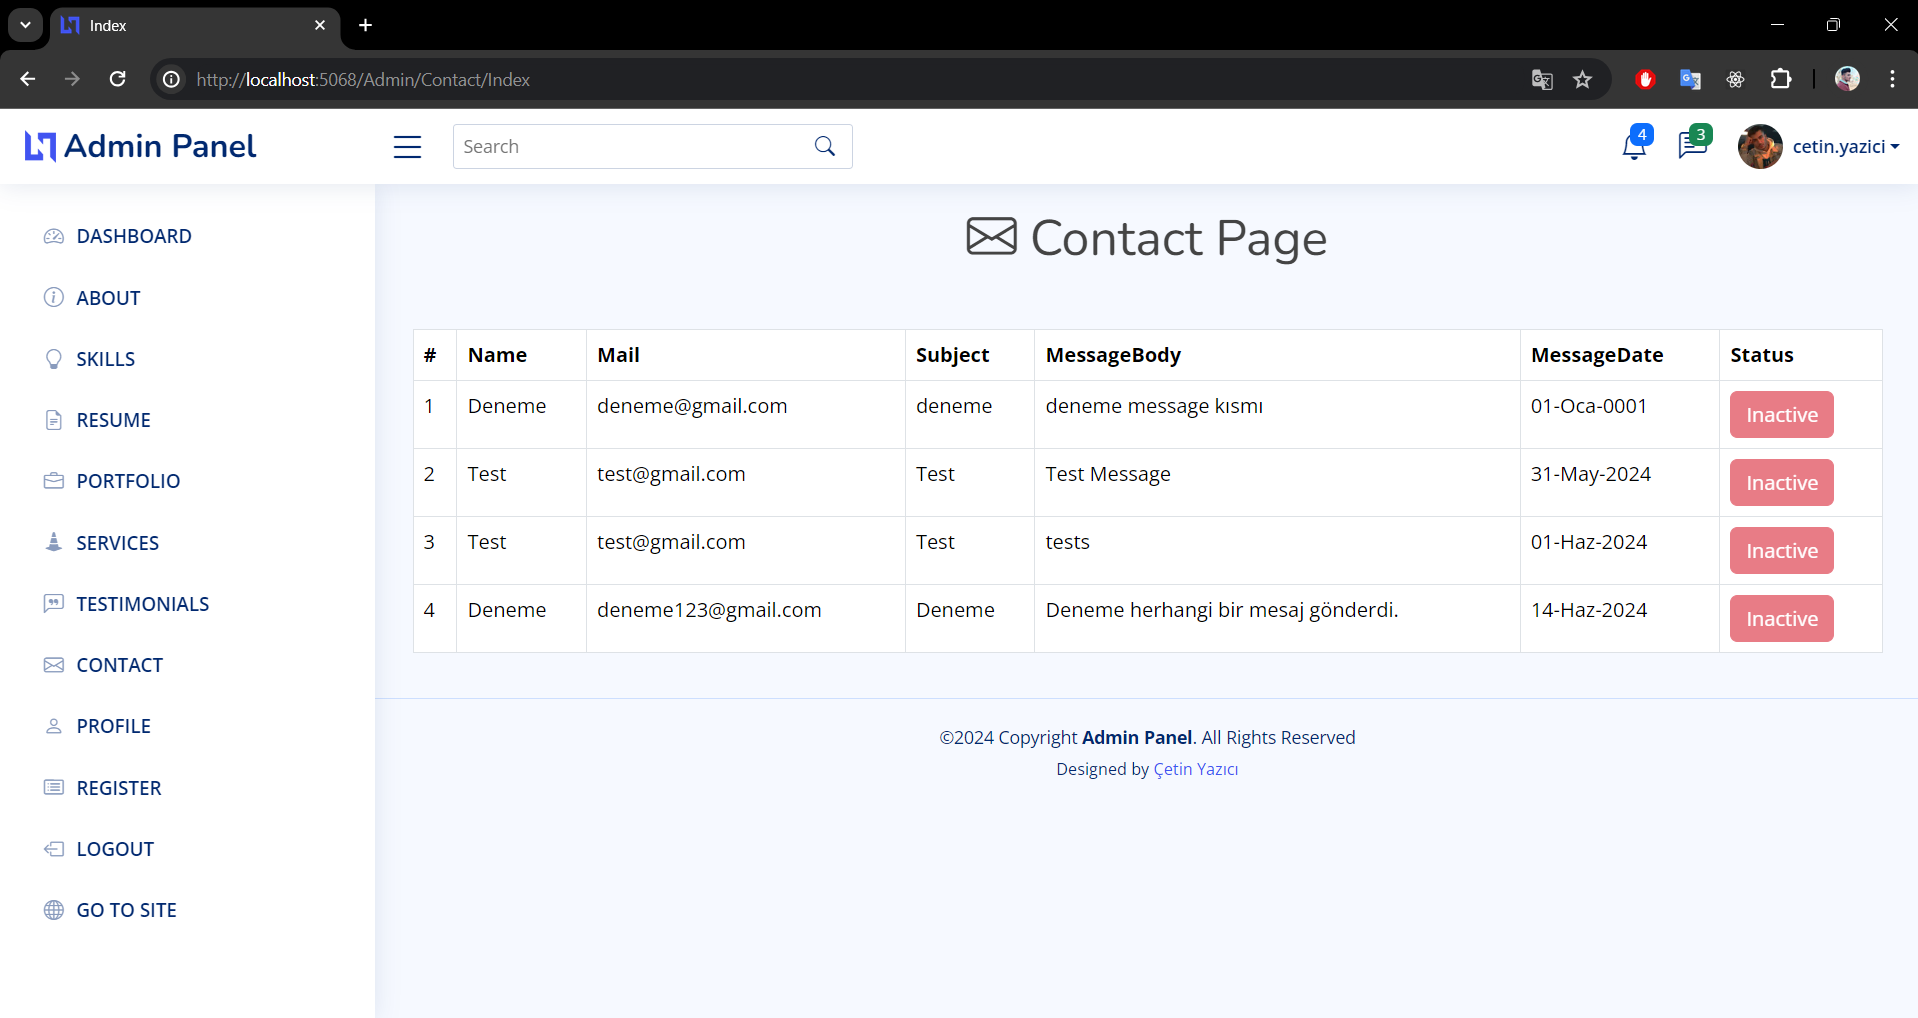 Index
http://localhost:5068/Admin/Contact/Index
Admin Panel
Search
4
3
cetin.yazici
DASHBOARD
ABOUT
SKILLS
RESUME
PORTFOLIO
SERVICES
TESTIMONIALS
CONTACT
PROFILE
REGISTER
LOGOUT
GO TO SITE
Contact Page
# Name Mail Subject MessageBody MessageDate Status
1 Deneme deneme@gmail.com deneme deneme message kısmı 01-Oca-0001 Inactive
2 Test test@gmail.com Test Test Message 31-May-2024 Inactive
3 Test test@gmail.com Test tests 01-Haz-2024 Inactive
4 Deneme deneme123@gmail.com Deneme Deneme herhangi bir mesaj gönderdi. 14-Haz-2024 Inactive
©2024 Copyright Admin Panel. All Rights Reserved
Designed by Çetin Yazıcı